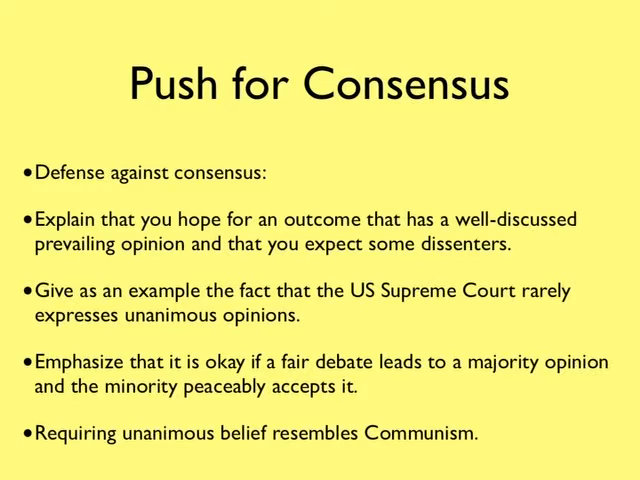 Push for Consensus
•Defense against consensus:
•Explain that you hope for an outcome that has a well-discussed
prevailing opinion and that you expect some dissenters.
•Give as an example the fact that the US Supreme Court rarely
expresses unanimous opinions.
•Emphasize that it is okay if a fair debate leads to a majority opinion
and the minority peaceably accepts it.
•Requiring unanimous belief resembles Communism.